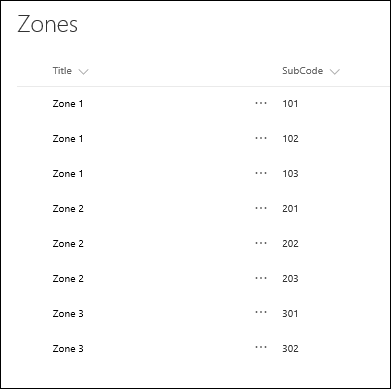 Zones
Title SubCode
Zone 1 ... 101
Zone 1 ... 102
Zone 1 ... 103
Zone 2 ... 201
Zone 2 ... 202
Zone 2 ... 203
Zone 3 ... 301
Zone 3 ... 302